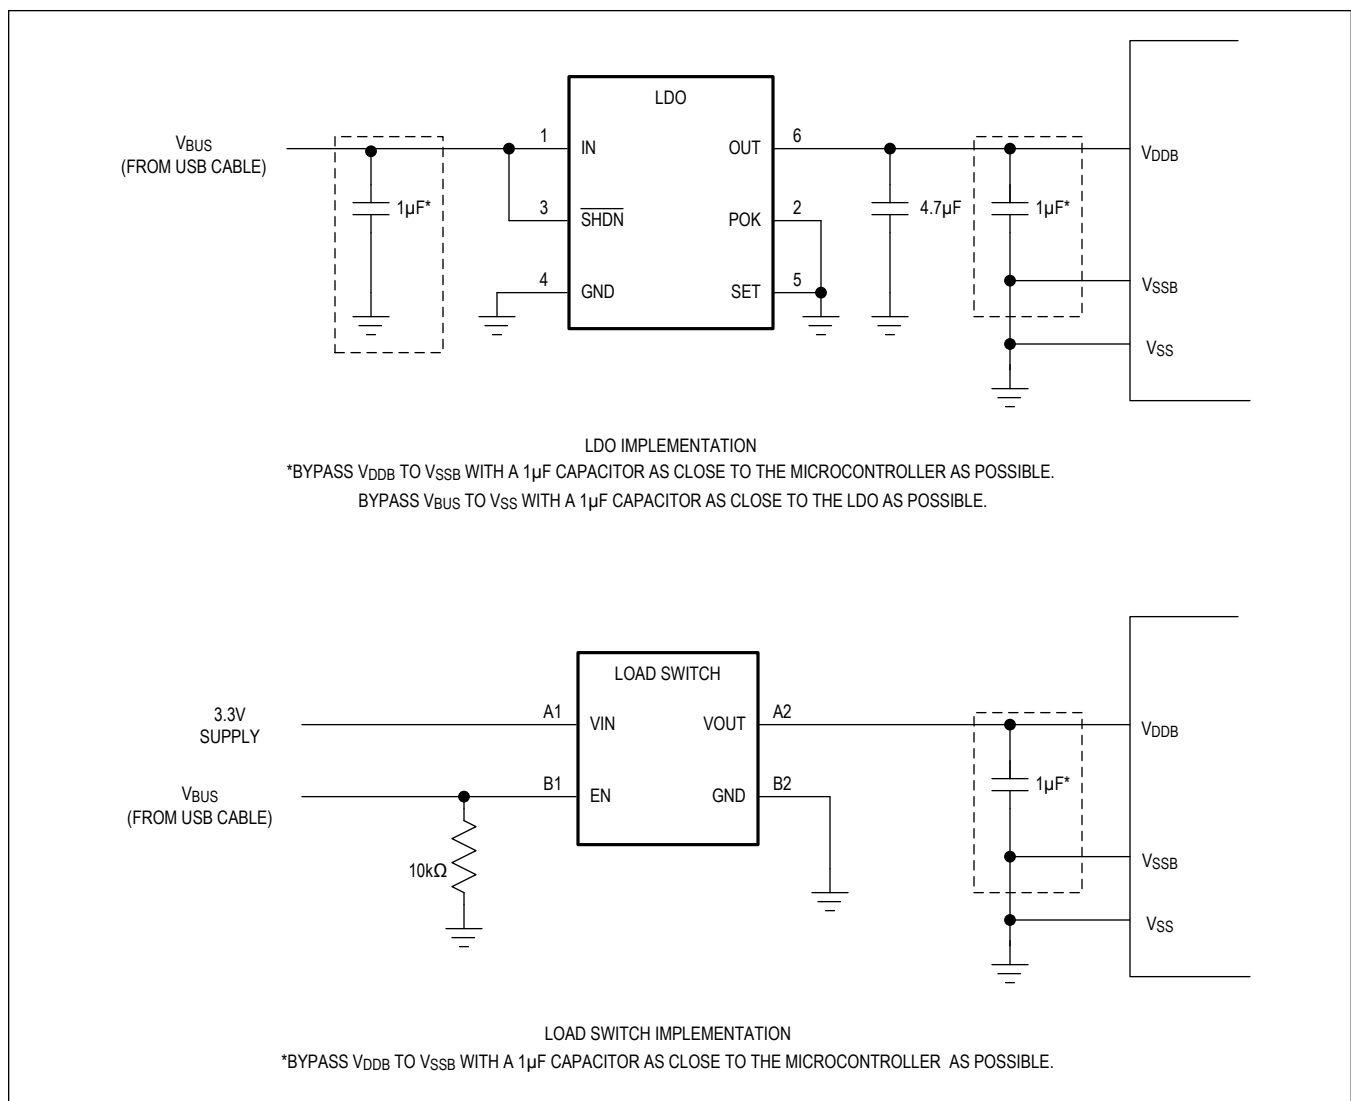 LDO
VBUS
(FROM USB CABLE)
1 IN OUT 6
VDDB
1µF*
3 SHDN POK 2
4.7µF
1µF*
4 GND SET 5
VSSB
VSS
LDO IMPLEMENTATION
*BYPASS VDDB TO VSSB WITH A 1µF CAPACITOR AS CLOSE TO THE MICROCONTROLLER AS POSSIBLE.
BYPASS VBUS TO VSS WITH A 1µF CAPACITOR AS CLOSE TO THE LDO AS POSSIBLE.
LOAD SWITCH
3.3V
SUPPLY
A1 VIN VOUT A2
VDDB
VBUS
(FROM USB CABLE)
B1 EN GND B2
1µF*
10kΩ
VSSB
VSS
LOAD SWITCH IMPLEMENTATION
*BYPASS VDDB TO VSSB WITH A 1µF CAPACITOR AS CLOSE TO THE MICROCONTROLLER AS POSSIBLE.